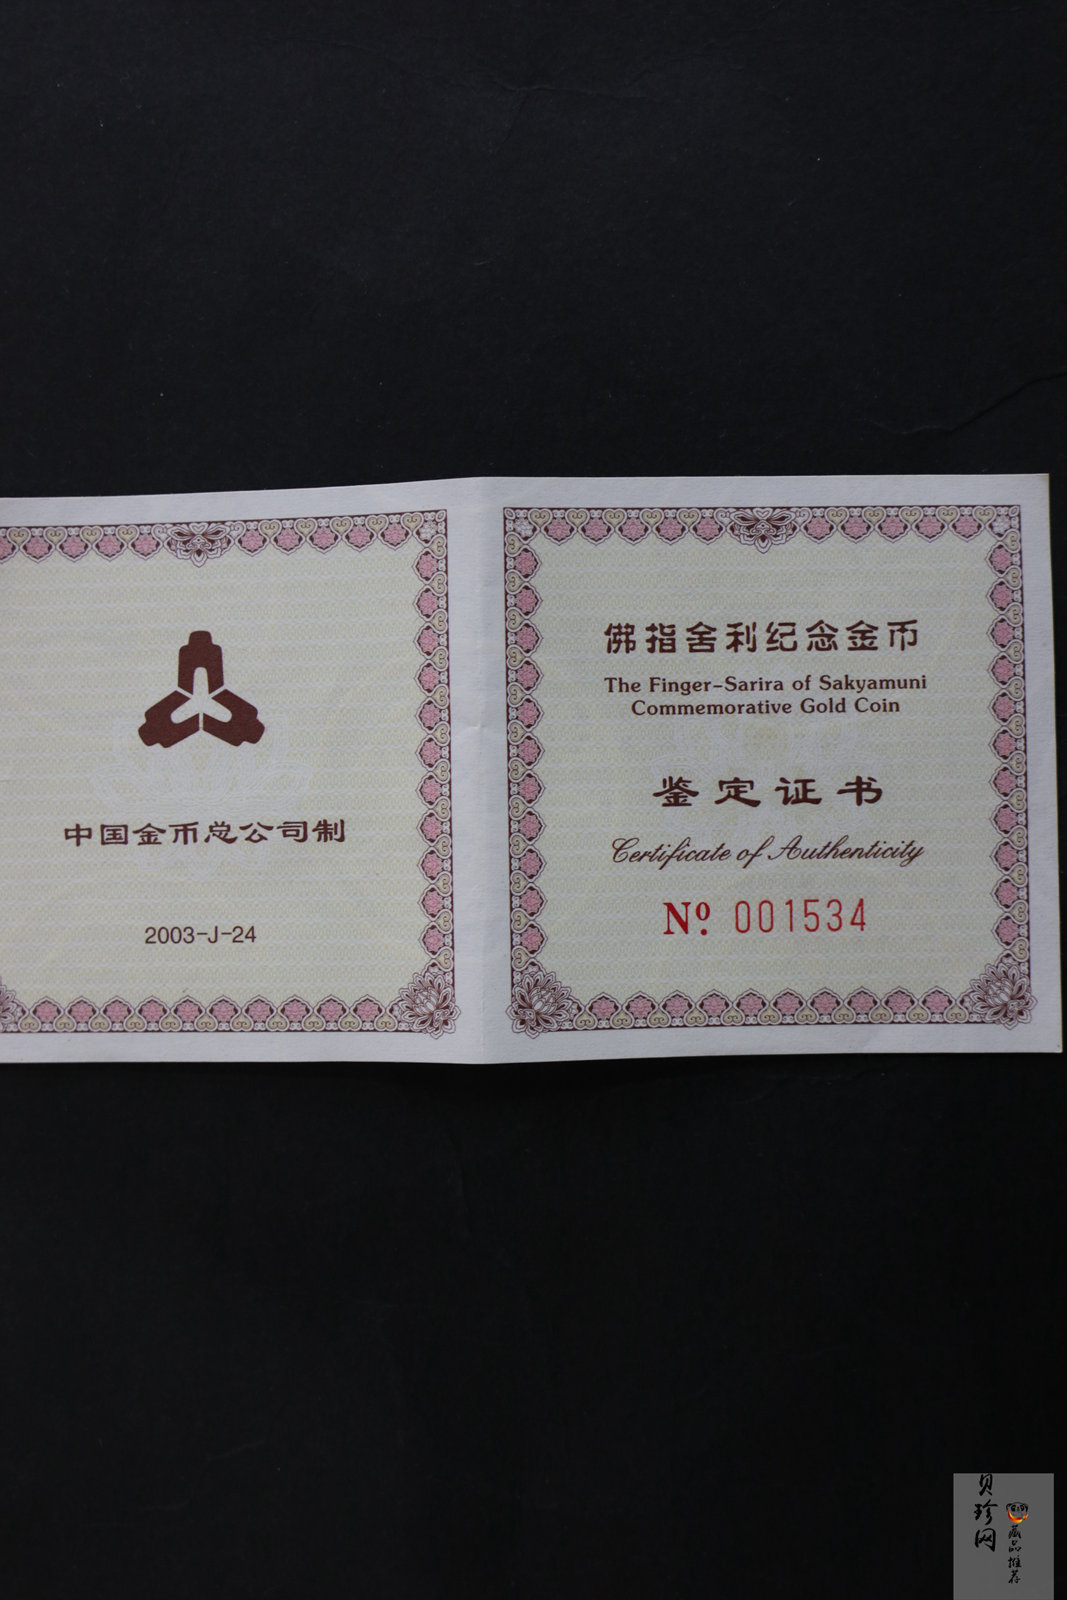 中国金币总公司制
2003-J-24
佛指舍利纪念金币
The Finger-Sarira of Sakyamuni
Commemorative Gold Coin
鉴定证书
Certificate of Authenticity
Nº. 001534
贝珍网
藏品推荐